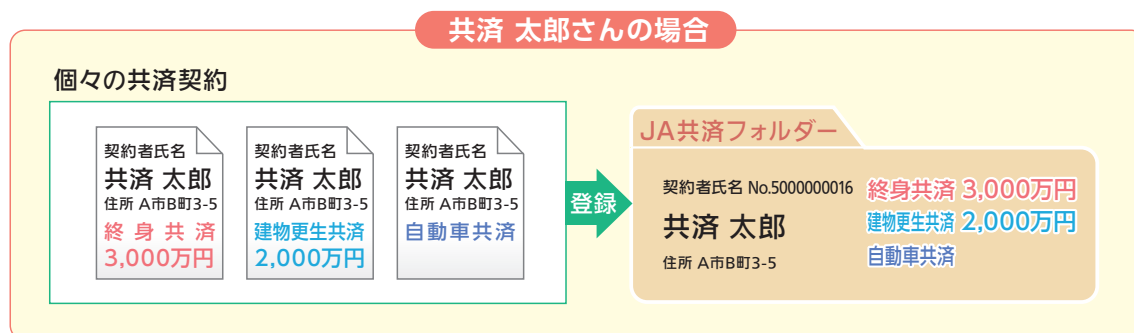 共済 太郎さんの場合
個々の共済契約
契約者氏名
共済 太郎
住所 A市B町3-5
終身共済
3,000万円
契約者氏名
共済 太郎
住所 A市B町3-5
建物更生共済
2,000万円
契約者氏名
共済 太郎
住所 A市B町3-5
自動車共済
登録
JA共済フォルダー
契約者氏名 No.5000000016
共済 太郎
住所 A市B町3-5
終身共済 3,000万円
建物更生共済 2,000万円
自動車共済